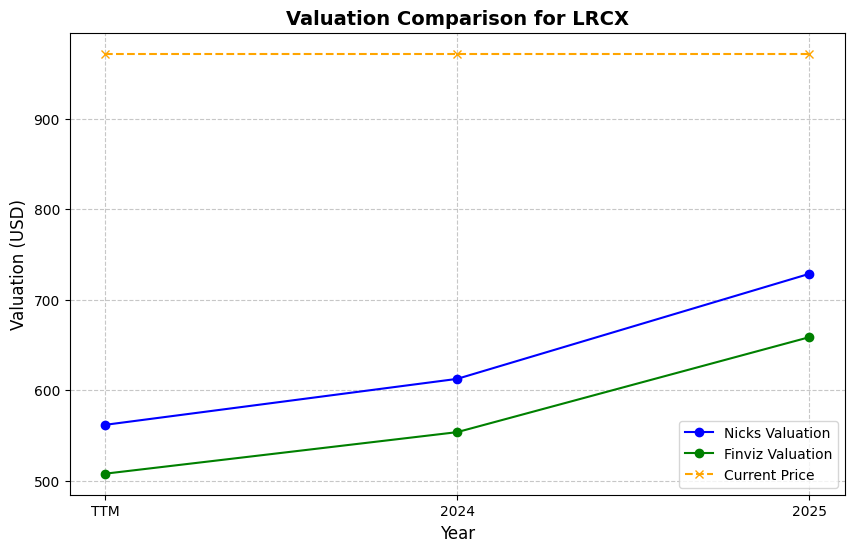 Valuation Comparison for LRCX
Valuation (USD)
900
800
700
600
500
TTM
2024
2025
Year
Nicks Valuation
Finviz Valuation
Current Price